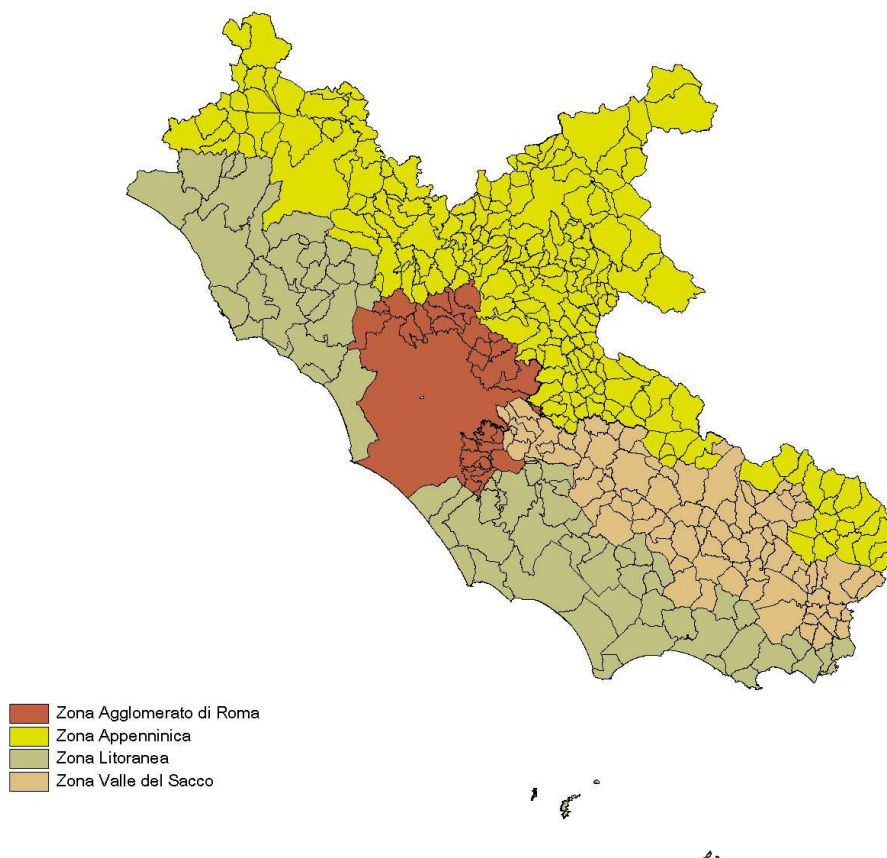 Zona Agglomerato di Roma
Zona Appenninica
Zona Litoranea
Zona Valle del Sacco